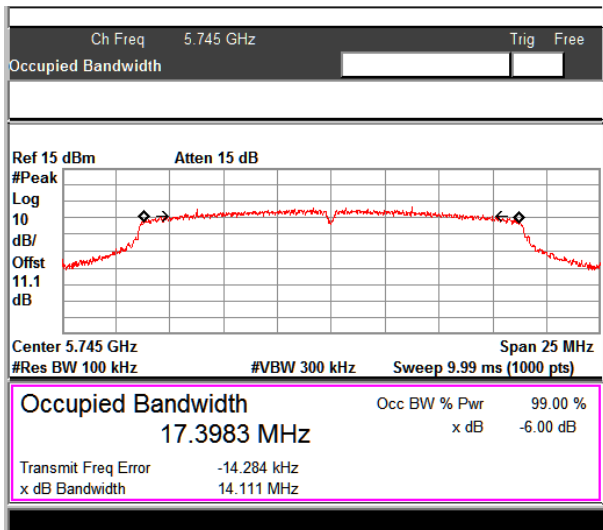 Ch Freq 5.745 GHz Trig Free
Occupied Bandwidth
Ref 15 dBm Atten 15 dB
#Peak
Log
10
dB/
Offst
11.1
dB
Center 5.745 GHz Span 25 MHz
#Res BW 100 kHz #VBW 300 kHz Sweep 9.99 ms (1000 pts)
Occupied Bandwidth Occ BW % Pwr 99.00 %
17.3983 MHz x dB -6.00 dB
Transmit Freq Error -14.284 kHz
x dB Bandwidth 14.111 MHz